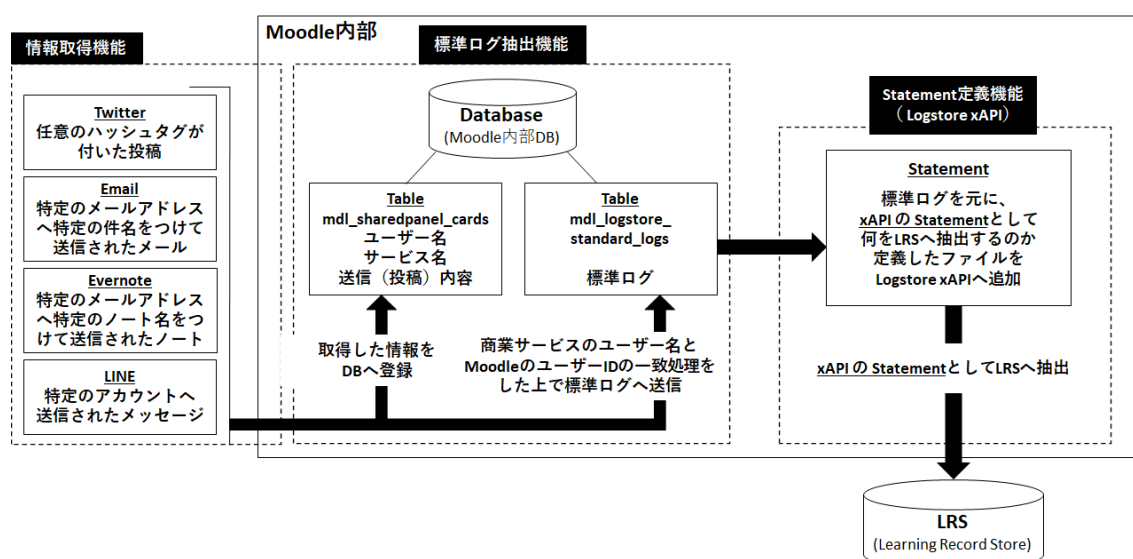 Moodle内部
情報取得機能
Twitter
任意のハッシュタグが
付いた投稿
Email
特定のメールアドレス
へ特定の件名をつけて
送信されたメール
Evernote
特定のメールアドレス
へ特定のノート名をつ
けて送信されたノート
LINE
特定のアカウントへ
送信されたメッセージ
標準ログ抽出機能
Database
(Moodle内部DB)
Table
mdl_sharedpanel_cards
ユーザー名
サービス名
送信（投稿）内容
Table
mdl_logstore_
standard_logs
標準ログ
取得した情報を
DBへ登録
商業サービスのユーザー名と
MoodleのユーザーIDの一致処理を
した上で標準ログへ送信
Statement定義機能
（ Logstore xAPI）
Statement
標準ログを元に、
xAPI の Statementとして
何をLRSへ抽出するのか
定義したファイルを
Logstore xAPIへ追加
xAPI の StatementとしてLRSへ抽出
LRS
(Learning Record Store)